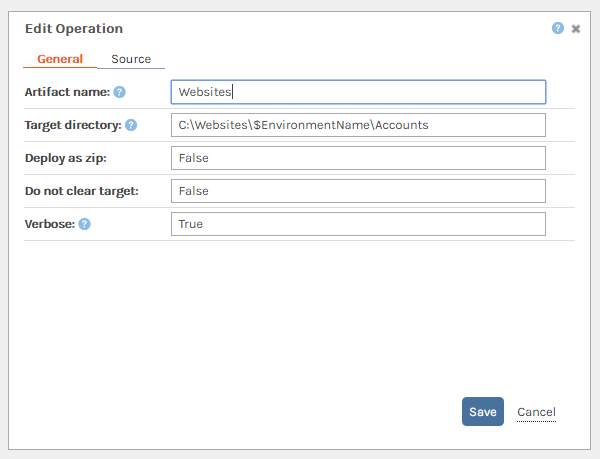 Edit Operation
General Source
Artifact name: Websites
Target directory: C:\Websites\$EnvironmentName\Accounts
Deploy as zip: False
Do not clear target: False
Verbose: True
Save Cancel